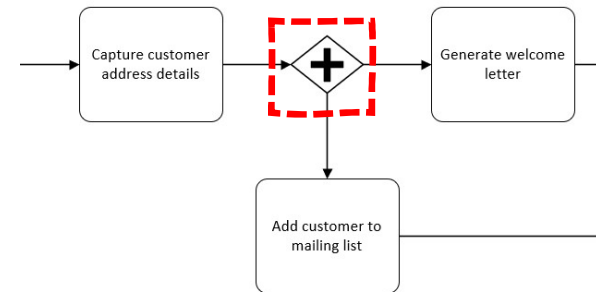 Capture customer
address details
Generate welcome
letter
Add customer to
mailing list